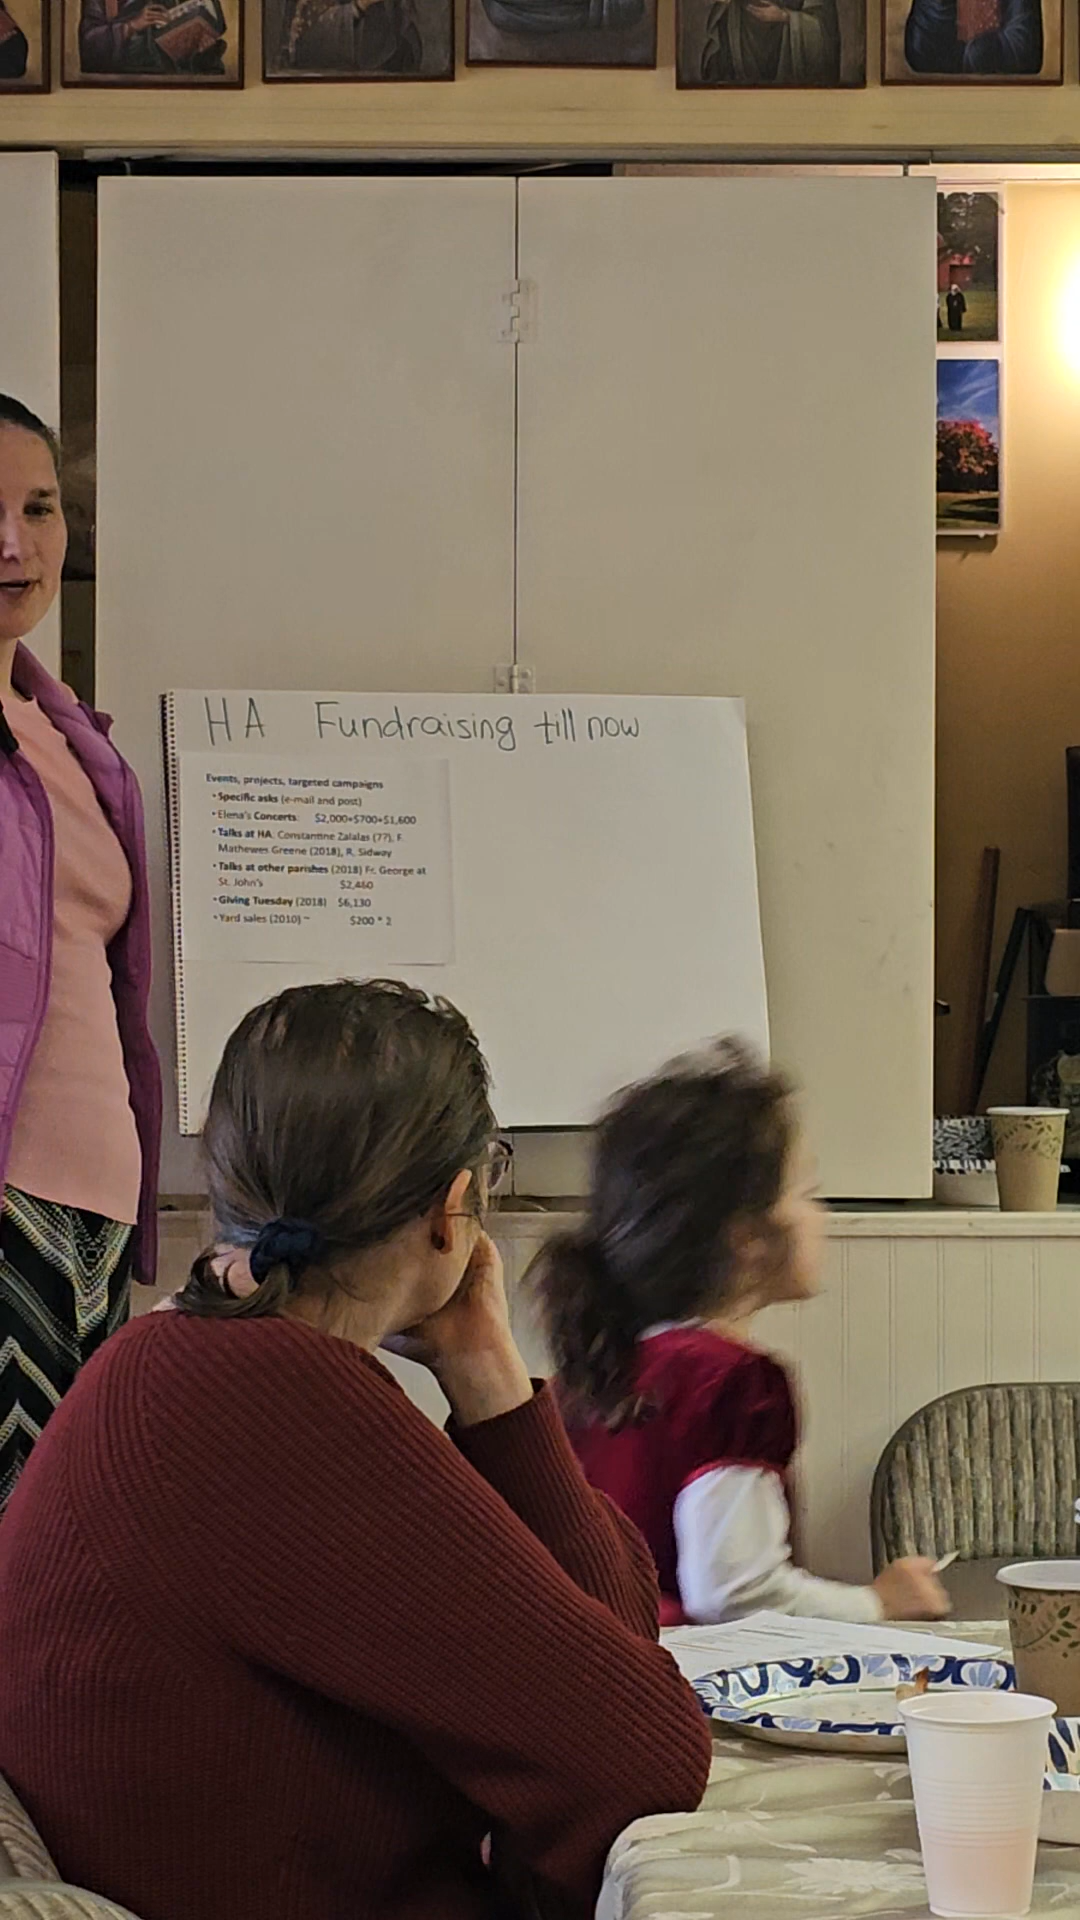 HA Fundraising till now
Events, projects, targeted campaigns
• Specific asks (e-mail and post)
• Elena's Concerts: $2,000+$700+$1,600
• Talks at HA: Constantine Zalalas (??), F.
Mathewes Greene (2018), R. Sidway
• Talks at other parishes (2018) Fr. George at
St. John's $2,460
• Giving Tuesday (2018) $6,130
• Yard sales (2010) ~ $200 * 2